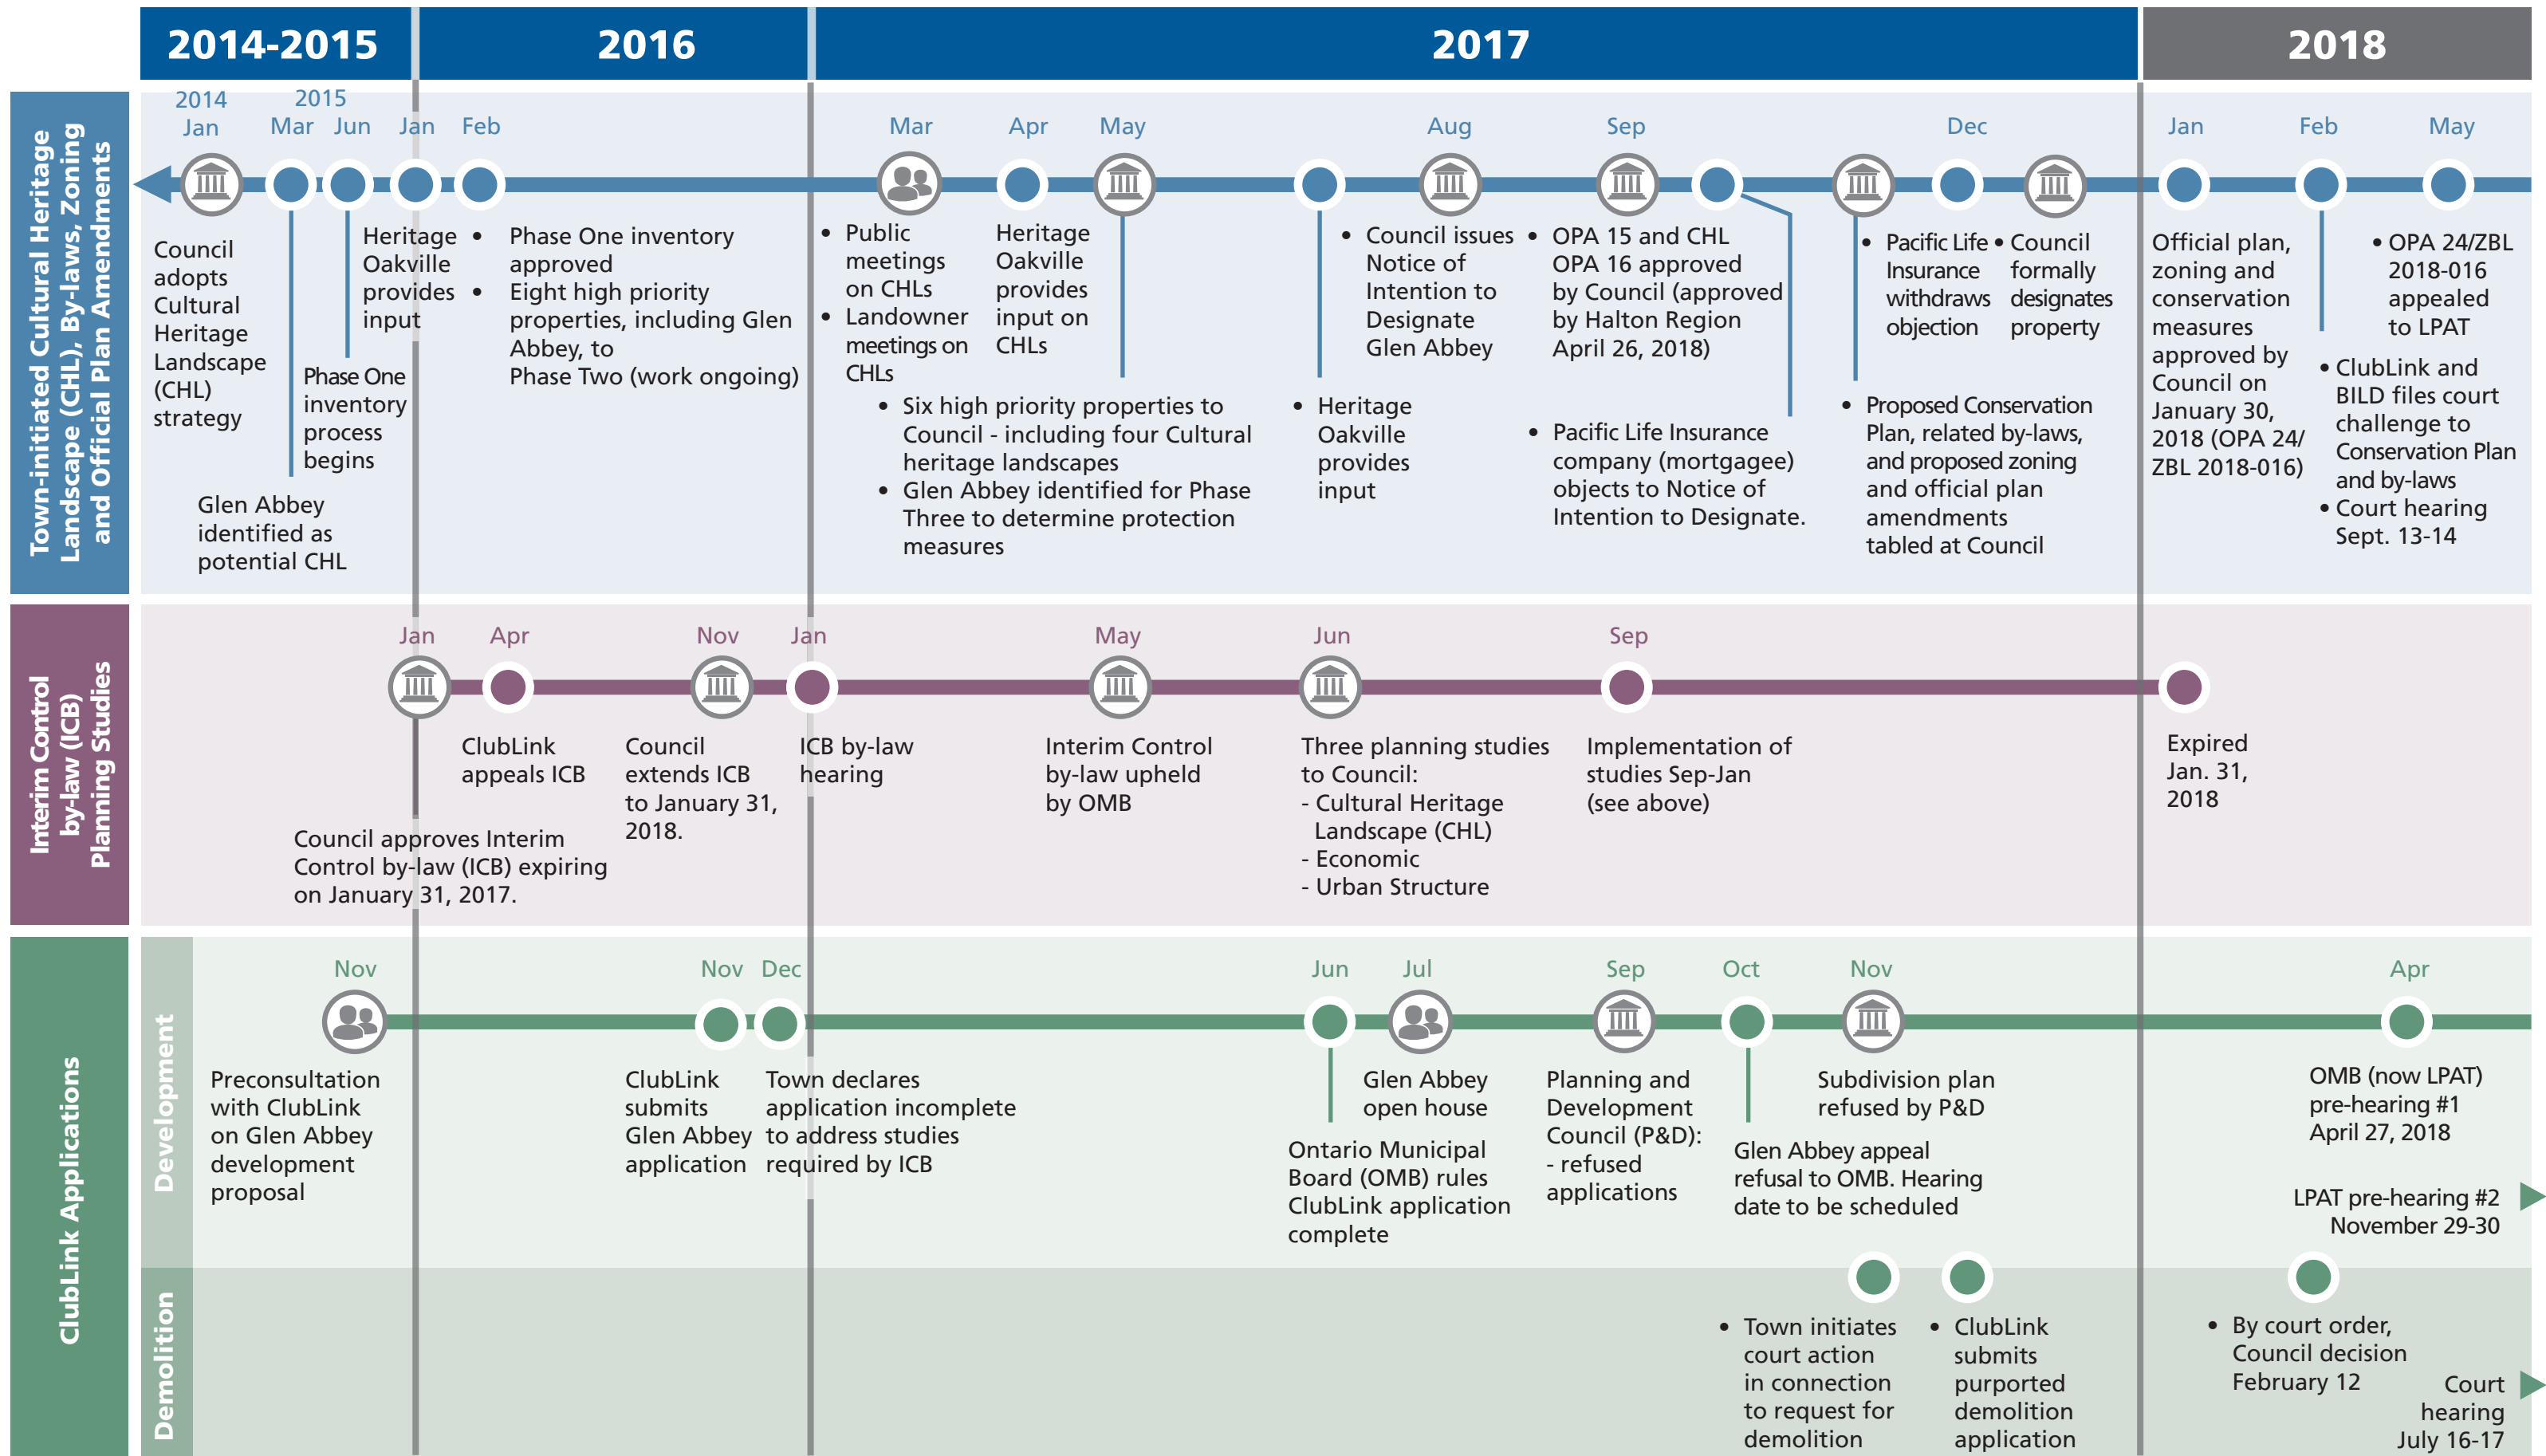 2014-2015
2016
2017
2018
Town-initiated Cultural Heritage
Landscape (CHL), By-laws, Zoning
and Official Plan Amendments
2014
Jan
2015
Mar
Jun
Jan
Feb
Mar
Apr
May
Aug
Sep
Dec
Jan
Feb
May
Council
adopts
Cultural
Heritage
Landscape
(CHL)
strategy
Glen Abbey
identified as
potential CHL
Phase One
inventory
process
begins
Heritage
Oakville
provides
input
• Phase One inventory
approved
• Eight high priority
properties, including Glen
Abbey, to
Phase Two (work ongoing)
• Public
meetings
on CHLs
• Landowner
meetings on
CHLs
Heritage
Oakville
provides
input on
CHLs
• Six high priority properties to
Council - including four Cultural
heritage landscapes
• Glen Abbey identified for Phase
Three to determine protection
measures
• Heritage
Oakville
provides
input
• Council issues
Notice of
Intention to
Designate
Glen Abbey
• OPA 15 and CHL
OPA 16 approved
by Council (approved
by Halton Region
April 26, 2018)
• Pacific Life Insurance
company (mortgagee)
objects to Notice of
Intention to Designate.
• Proposed Conservation
Plan, related by-laws,
and proposed zoning
and official plan
amendments
tabled at Council
• Pacific Life
Insurance
withdraws
objection
• Council
formally
designates
property
Official plan,
zoning and
conservation
measures
approved by
Council on
January 30,
2018 (OPA 24/
ZBL 2018-016)
• ClubLink and
BILD files court
challenge to
Conservation Plan
and by-laws
• Court hearing
Sept. 13-14
• OPA 24/ZBL
2018-016
appealed
to LPAT
Interim Control
by-law (ICB)
Planning Studies
Jan
Apr
Nov
Jan
May
Jun
Sep
Council approves Interim
Control by-law (ICB) expiring
on January 31, 2017.
ClubLink
appeals ICB
Council
extends ICB
to January 31,
2018.
ICB by-law
hearing
Interim Control
by-law upheld
by OMB
Three planning studies
to Council:
- Cultural Heritage
Landscape (CHL)
- Economic
- Urban Structure
Implementation of
studies Sep-Jan
(see above)
Expired
Jan. 31,
2018
ClubLink Applications
Development
Nov
Nov
Dec
Jun
Jul
Sep
Oct
Nov
Apr
Preconsultation
with ClubLink
on Glen Abbey
development
proposal
ClubLink
submits
Glen Abbey
application
Town declares
application incomplete
to address studies
required by ICB
Ontario Municipal
Board (OMB) rules
ClubLink application
complete
Glen Abbey
open house
Planning and
Development
Council (P&D):
- refused
applications
Glen Abbey appeal
refusal to OMB. Hearing
date to be scheduled
Subdivision plan
refused by P&D
OMB (now LPAT)
pre-hearing #1
April 27, 2018
LPAT pre-hearing #2
November 29-30
Demolition
• Town initiates
court action
in connection
to request for
demolition
• ClubLink
submits
purported
demolition
application
• By court order,
Council decision
February 12
Court
hearing
July 16-17